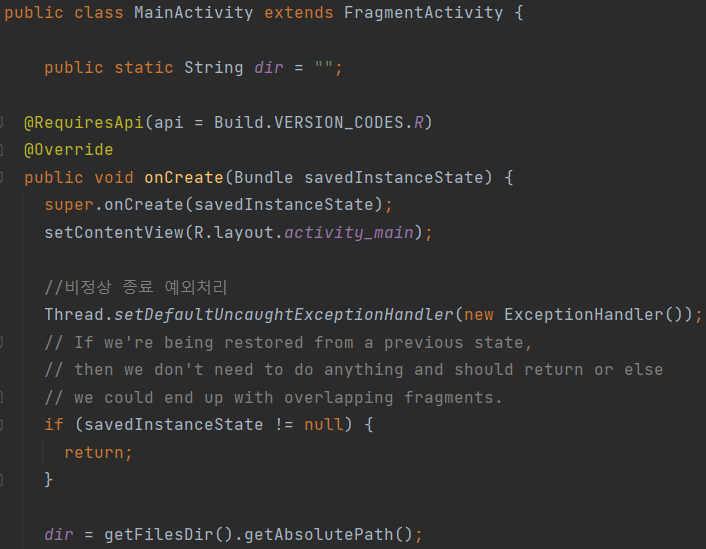 public class MainActivity extends FragmentActivity {
public static String dir = "";
@RequiresApi(api = Build.VERSION_CODES.R)
@Override
public void onCreate(Bundle savedInstanceState) {
super.onCreate(savedInstanceState);
setContentView(R.layout.activity_main);
//비정상 종료 예외처리
Thread.setDefaultUncaughtExceptionHandler(new ExceptionHandler());
// If we're being restored from a previous state,
// then we don't need to do anything and should return or else
// we could end up with overlapping fragments.
if (savedInstanceState != null) {
return;
}
dir = getFilesDir().getAbsolutePath();